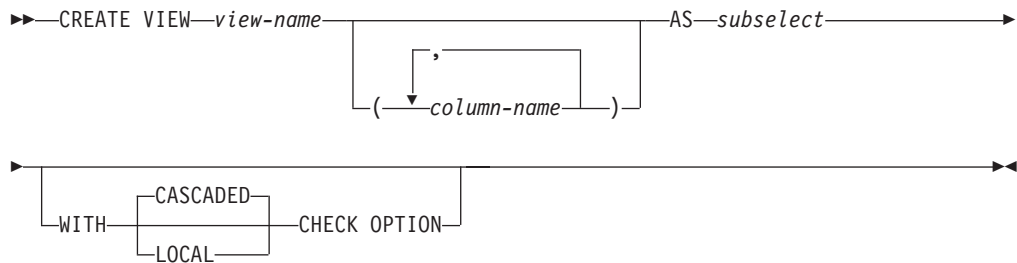 CREATE VIEW view-name AS subselect
,
( column-name )
CASCADED
WITH CHECK OPTION
LOCAL